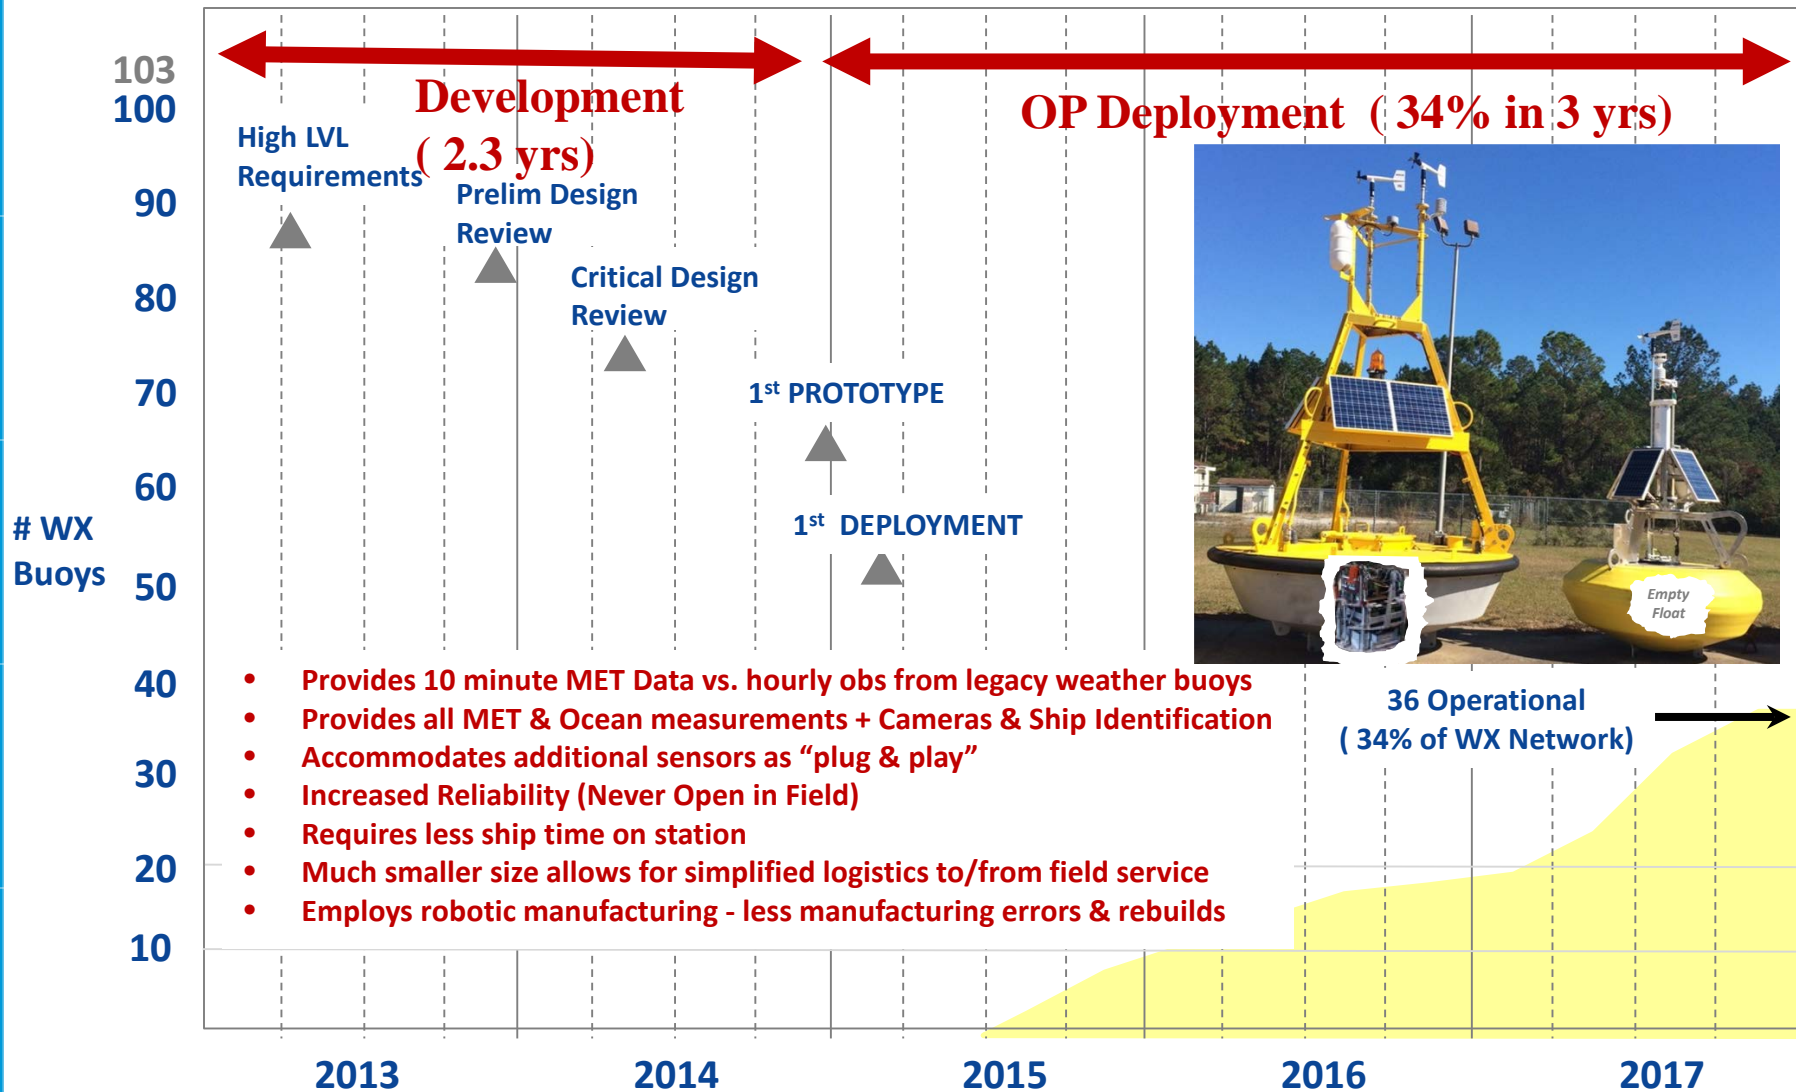 103
100
90
80
70
60
50
40
30
20
10
# WX
Buoys
Development
( 2.3 yrs)
OP Deployment ( 34% in 3 yrs)
High LVL
Requirements
Prelim Design
Review
Critical Design
Review
1st PROTOTYPE
1st DEPLOYMENT
Empty
Float
• Provides 10 minute MET Data vs. hourly obs from legacy weather buoys
• Provides all MET & Ocean measurements + Cameras & Ship Identification
• Accommodates additional sensors as “plug & play”
• Increased Reliability (Never Open in Field)
• Requires less ship time on station
• Much smaller size allows for simplified logistics to/from field service
• Employs robotic manufacturing - less manufacturing errors & rebuilds
36 Operational
( 34% of WX Network)
2013
2014
2015
2016
2017